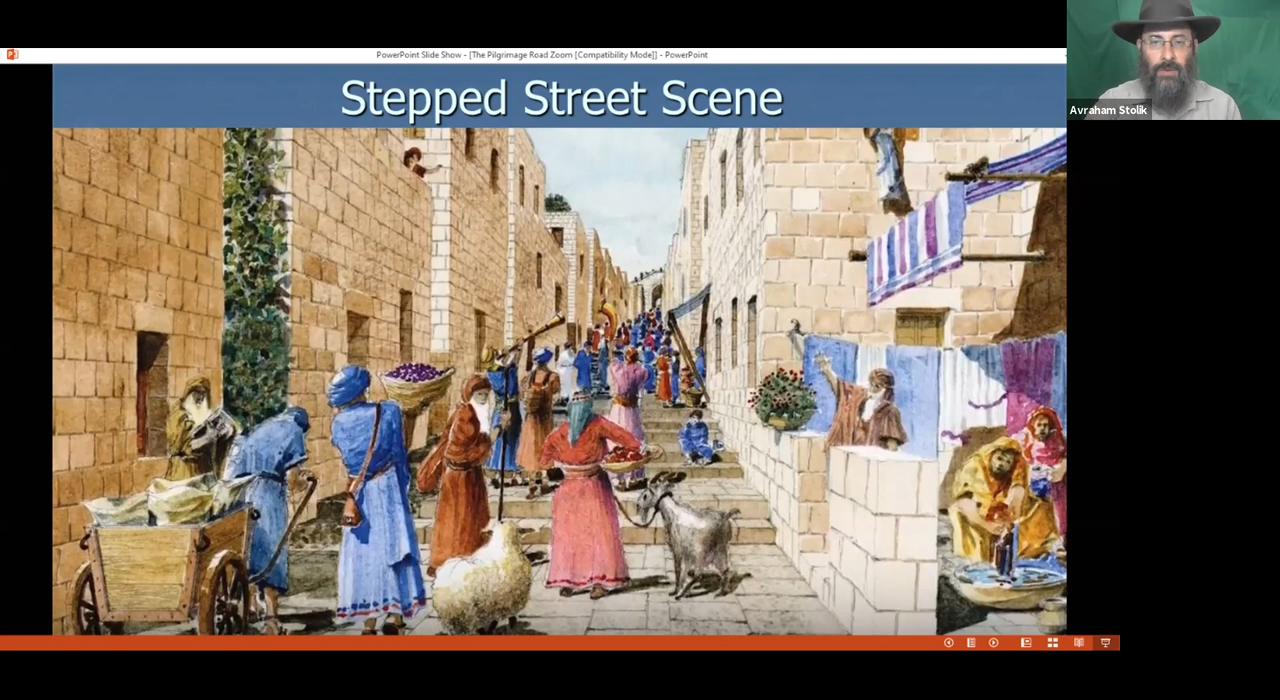 PowerPoint Slide Show - [The Pilgrimage Road Zoom [Compatibility Mode]] - PowerPoint
Stepped Street Scene
Avraham Stolik